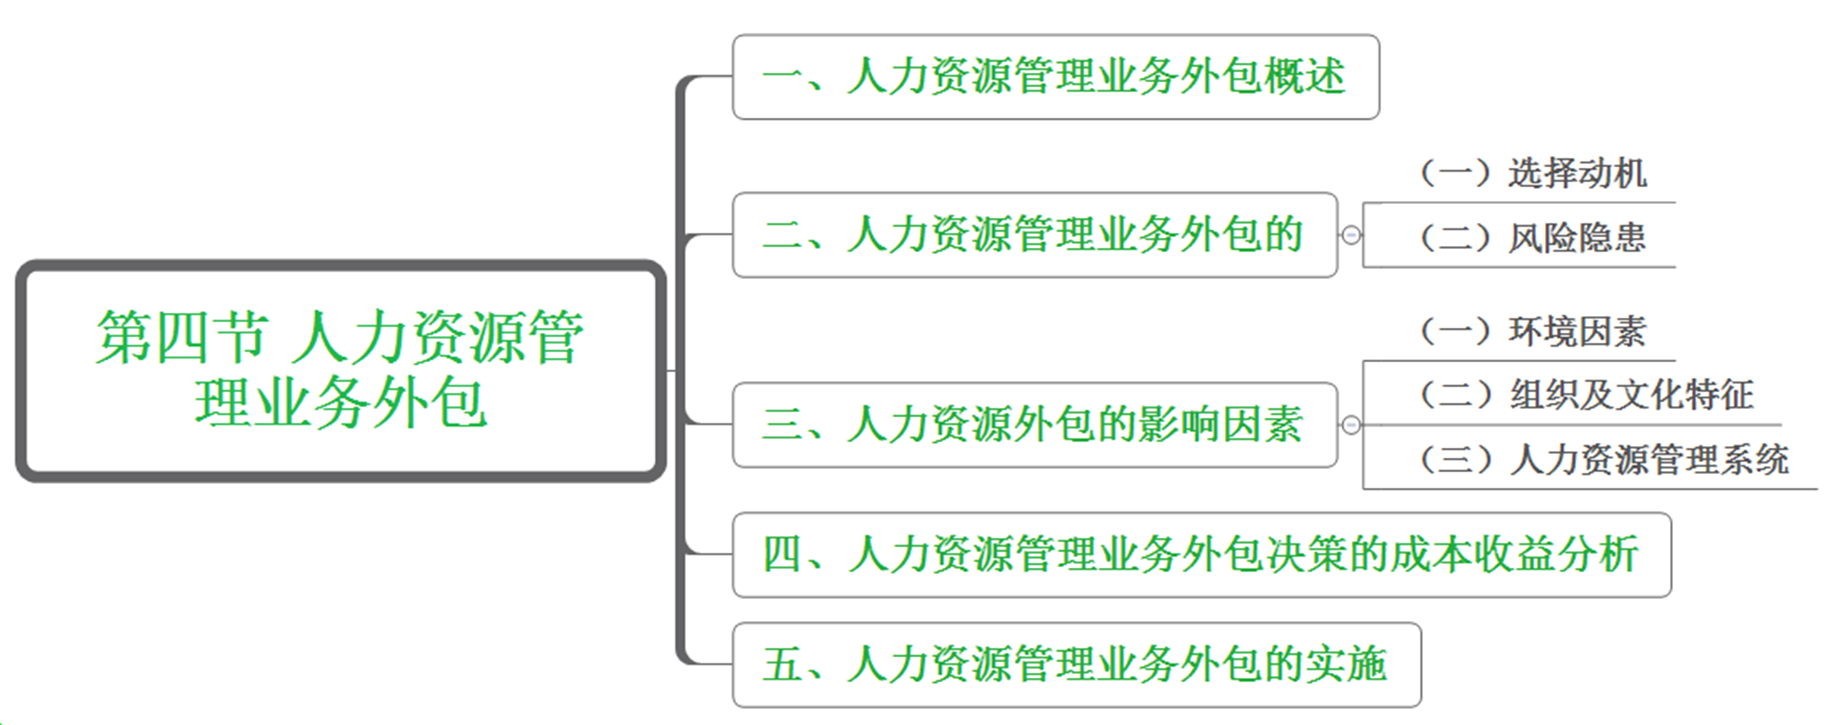 第四节 人力资源管
理业务外包
一、人力资源管理业务外包概述
二、人力资源管理业务外包的
（一）选择动机
（二）风险隐患
三、人力资源外包的影响因素
（一）环境因素
（二）组织及文化特征
（三）人力资源管理系统
四、人力资源管理业务外包决策的成本收益分析
五、人力资源管理业务外包的实施